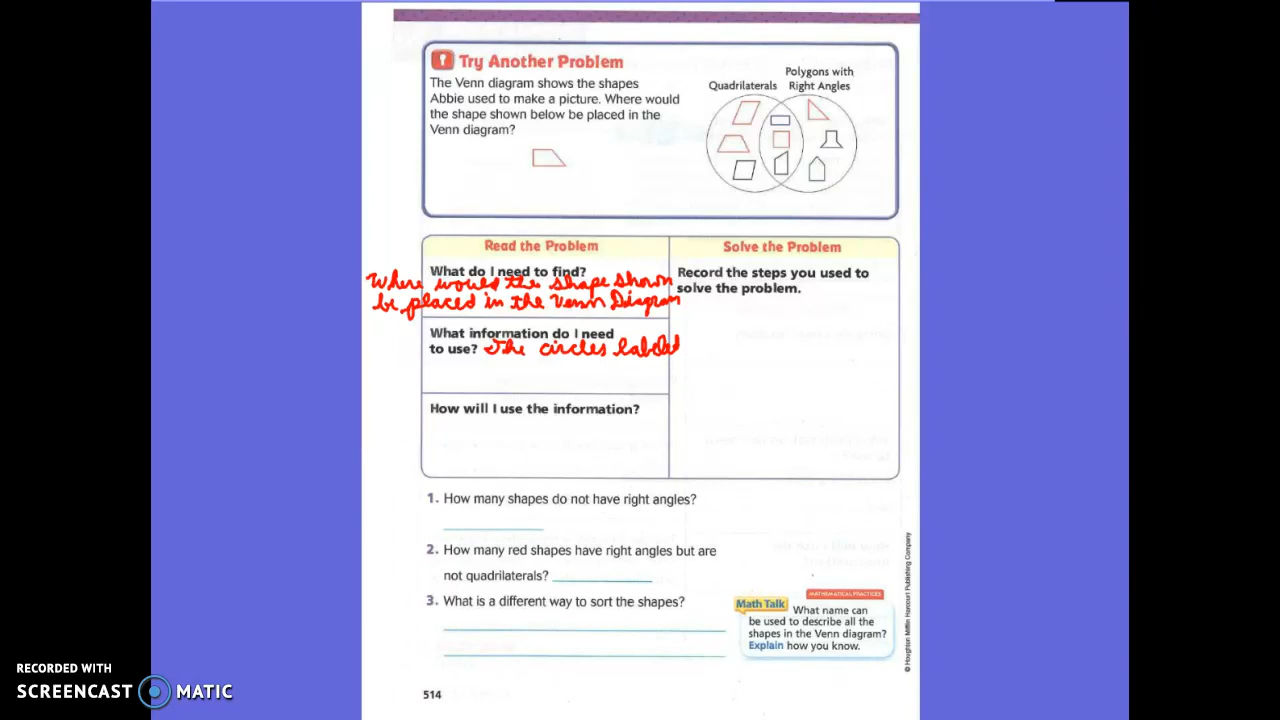 Try Another Problem
The Venn diagram shows the shapes
Abbie used to make a picture. Where would
the shape shown below be placed in the
Venn diagram?
Polygons with
Quadrilaterals Right Angles
Read the Problem
What do I need to find?
Where would the shape shown
be placed in the Venn Diagram
What information do I need
to use? The circles labeled
How will I use the information?
Solve the Problem
Record the steps you used to
solve the problem.
1. How many shapes do not have right angles?
2. How many red shapes have right angles but are
not quadrilaterals?
3. What is a different way to sort the shapes?
MATHEMATICAL PRACTICES
Math Talk What name can
be used to describe all the
shapes in the Venn diagram?
Explain how you know.
© Houghton Mifflin Harcourt Publishing Company
514
RECORDED WITH
SCREENCAST MATIC